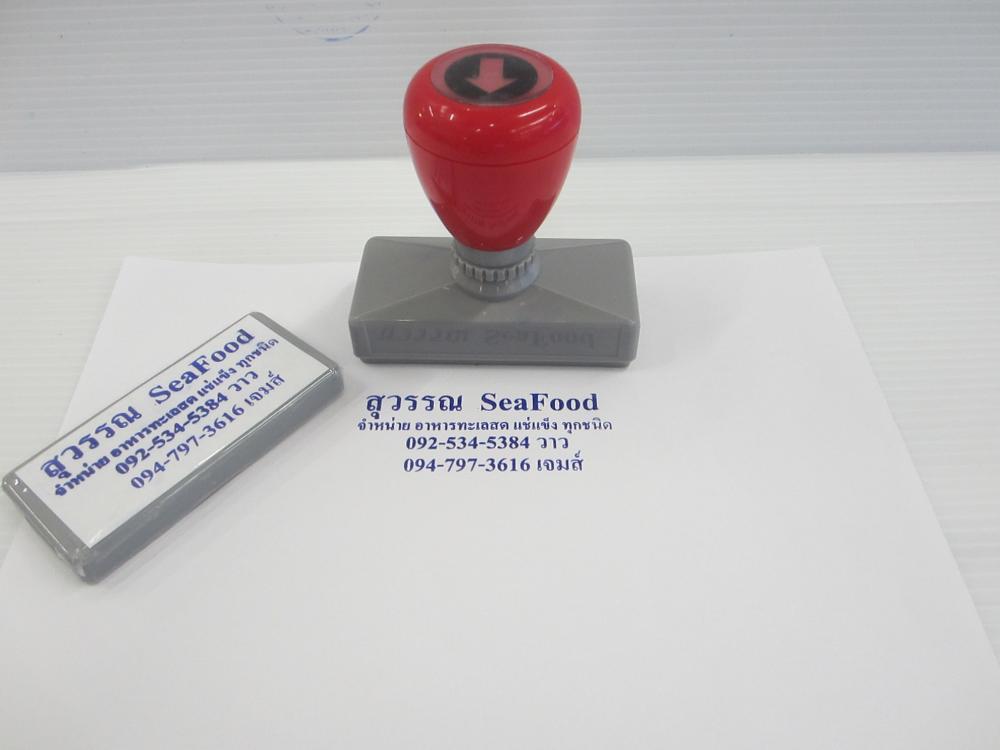 สุวรรณ SeaFood
จำหน่าย อาหารทะเลสด แช่แข็ง ทุกชนิด
092-534-5384 วาว
094-797-3616 เจมส์
สุวรรณ SeaFood
จำหน่าย อาหารทะเลสด แช่แข็ง ทุกชนิด
092-534-5384 วาว
094-797-3616 เจมส์